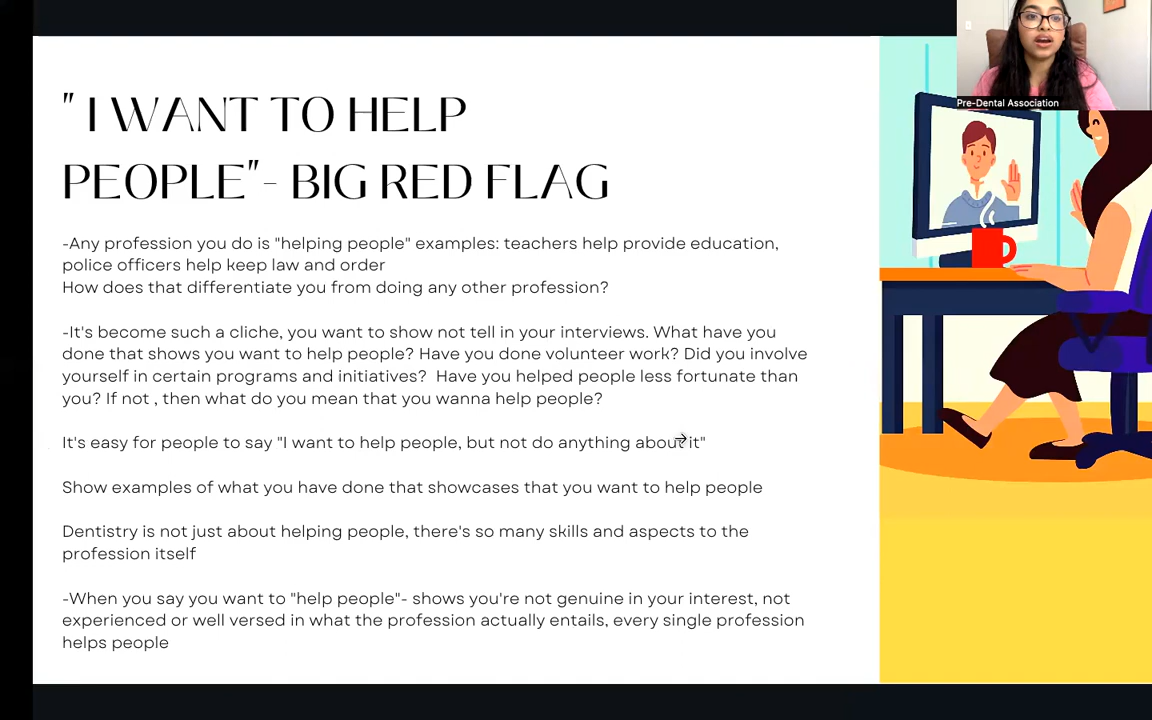 " I WANT TO HELP
PEOPLE"- BIG RED FLAG
Pre-Dental Association
-Any profession you do is "helping people" examples: teachers help provide education,
police officers help keep law and order
How does that differentiate you from doing any other profession?
-It's become such a cliche, you want to show not tell in your interviews. What have you
done that shows you want to help people? Have you done volunteer work? Did you involve
yourself in certain programs and initiatives?  Have you helped people less fortunate than
you? If not , then what do you mean that you wanna help people?
It's easy for people to say "I want to help people, but not do anything about it"
Show examples of what you have done that showcases that you want to help people
Dentistry is not just about helping people, there's so many skills and aspects to the
profession itself
-When you say you want to "help people"- shows you're not genuine in your interest, not
experienced or well versed in what the profession actually entails, every single profession
helps people